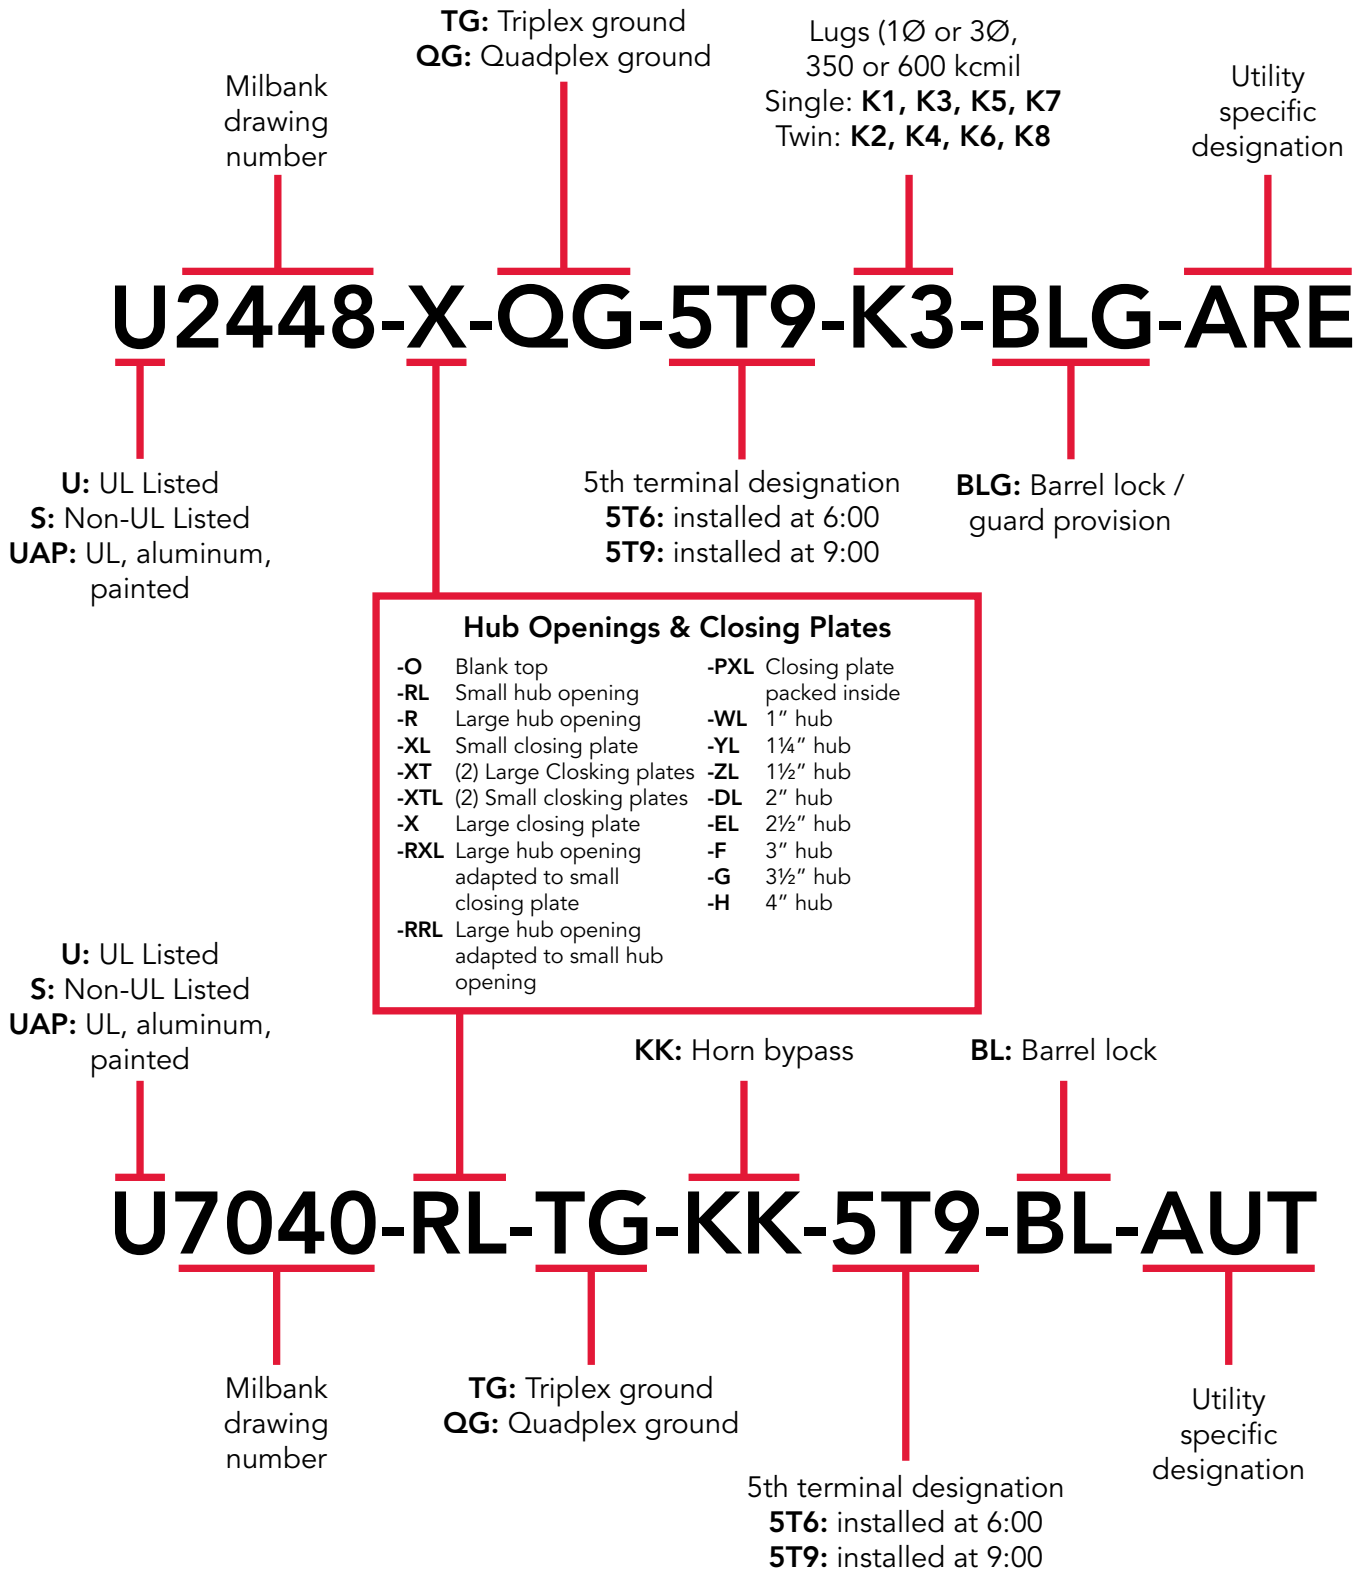 TG: Triplex ground
QG: Quadplex ground
Lugs (1Ø or 3Ø,
350 or 600 kcmil
Single: K1, K3, K5, K7
Twin: K2, K4, K6, K8
Milbank
drawing
number
Utility
specific
designation
U2448-X-QG-5T9-K3-BLG-ARE
U: UL Listed
S: Non-UL Listed
UAP: UL, aluminum,
painted
5th terminal designation
5T6: installed at 6:00
5T9: installed at 9:00
BLG: Barrel lock /
guard provision
Hub Openings & Closing Plates
-O Blank top
-RL Small hub opening
-R Large hub opening
-XL Small closing plate
-XT (2) Large Closking plates
-XTL (2) Small closking plates
-X Large closing plate
-RXL Large hub opening
adapted to small
closing plate
-RRL Large hub opening
adapted to small hub
opening
-PXL Closing plate
packed inside
-WL 1” hub
-YL 1¼” hub
-ZL 1½” hub
-DL 2” hub
-EL 2½” hub
-F 3” hub
-G 3½” hub
-H 4” hub
U: UL Listed
S: Non-UL Listed
UAP: UL, aluminum,
painted
KK: Horn bypass
BL: Barrel lock
U7040-RL-TG-KK-5T9-BL-AUT
Milbank
drawing
number
TG: Triplex ground
QG: Quadplex ground
5th terminal designation
5T6: installed at 6:00
5T9: installed at 9:00
Utility
specific
designation